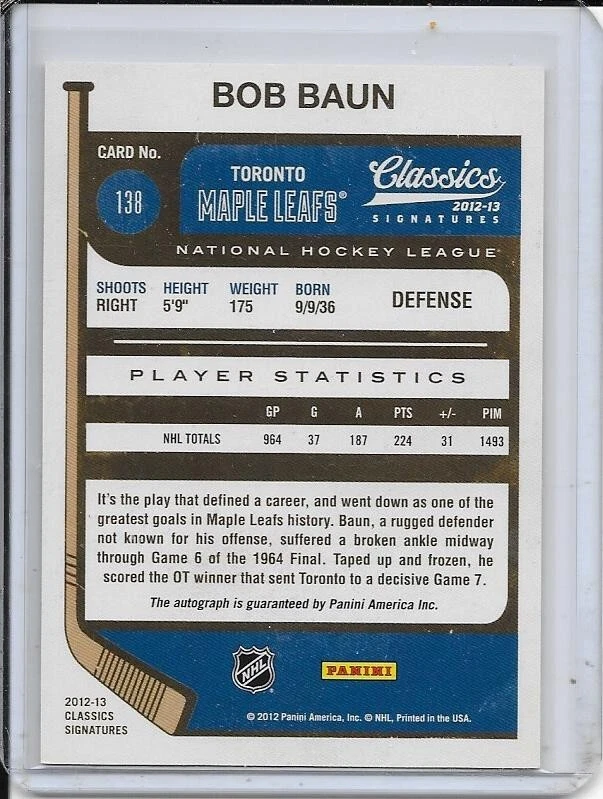 BOB BAUN
CARD No.
138
TORONTO
MAPLE LEAFS®
Classics
2012-13
SIGNATURES
NATIONAL HOCKEY LEAGUE
SHOOTS HEIGHT WEIGHT BORN
RIGHT 5'9" 175 9/9/36
DEFENSE
PLAYER STATISTICS
GP G A PTS +/- PIM
NHL TOTALS 964 37 187 224 31 1493
It's the play that defined a career, and went down as one of the
greatest goals in Maple Leafs history. Baun, a rugged defender
not known for his offense, suffered a broken ankle midway
through Game 6 of the 1964 Final. Taped up and frozen, he
scored the OT winner that sent Toronto to a decisive Game 7.
The autograph is guaranteed by Panini America Inc.
NHL
PANINI
2012-13
CLASSICS
SIGNATURES
© 2012 Panini America, Inc. © NHL, Printed in the USA.